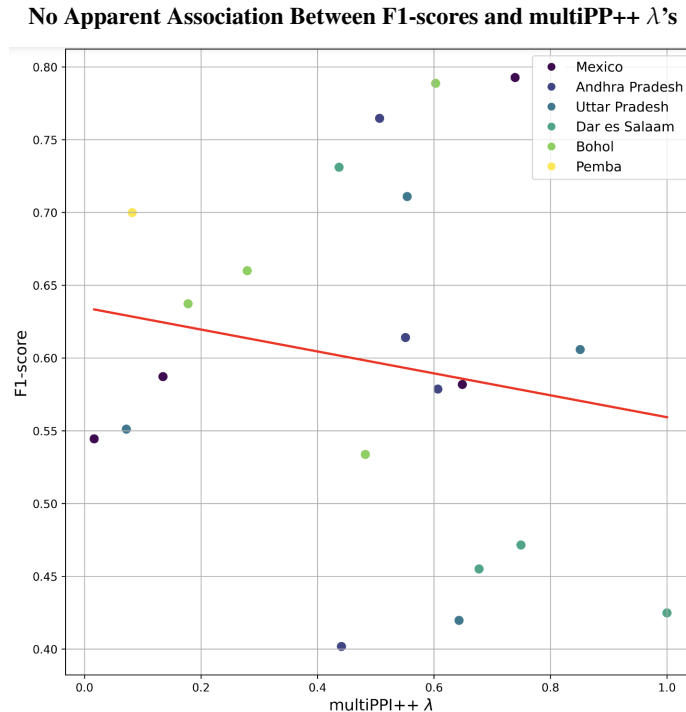 No Apparent Association Between F1-scores and multiPP++ λ's
0.80
0.75
0.70
0.65
0.60
0.55
0.50
0.45
0.40
F1-score
Mexico
Andhra Pradesh
Uttar Pradesh
Dar es Salaam
Bohol
Pemba
0.0 0.2 0.4 0.6 0.8 1.0
multiPPI++ λ